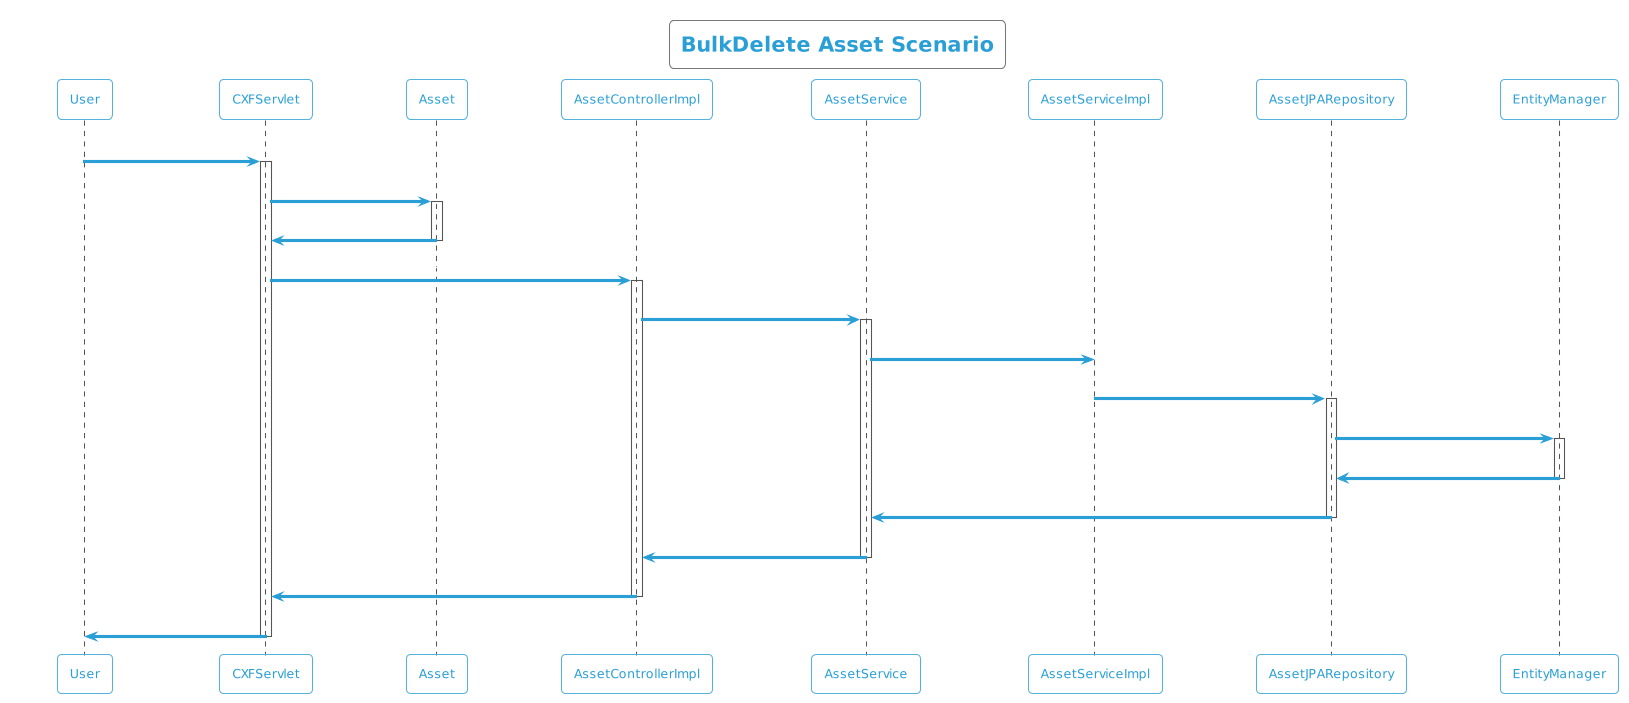 BulkDelete Asset Scenario
User
CXFServlet
Asset
AssetControllerImpl
AssetService
AssetServiceImpl
AssetJPARepository
EntityManager
User
CXFServlet
Asset
AssetControllerImpl
AssetService
AssetServiceImpl
AssetJPARepository
EntityManager